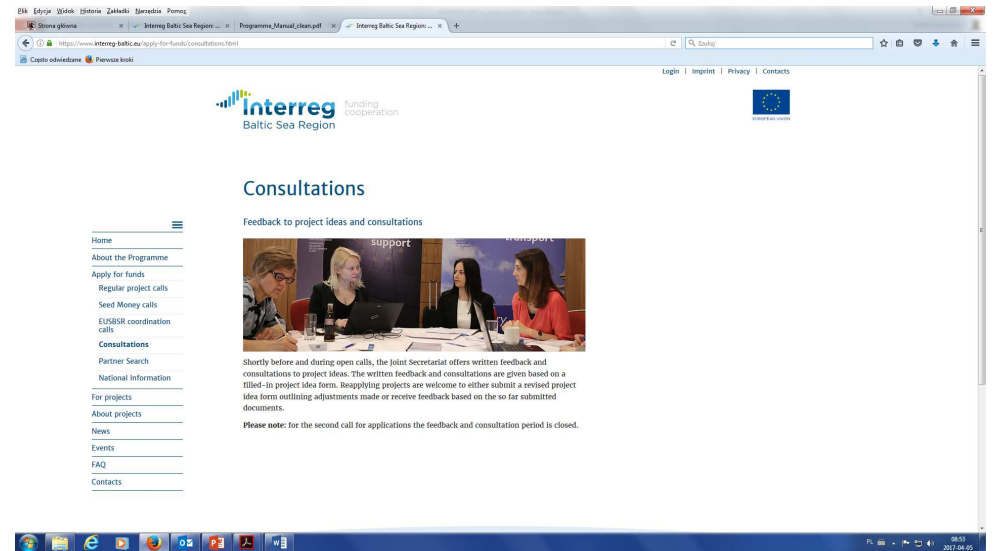 Plik Edycja Widok Historia Zakładki Narzędzia Pomoc
Strona główna
Interreg Baltic Sea Region: ...
Programme_Manual_clean.pdf
Interreg Baltic Sea Region: ...
https://www.interreg-baltic.eu/apply-for-funds/consultations.html
Szukaj
Często odwiedzane Pierwsze kroki
Login | Imprint | Privacy | Contacts
Interreg
Baltic Sea Region
funding
cooperation
EUROPEAN UNION
Consultations
Feedback to project ideas and consultations
support
transport
Home
About the Programme
Apply for funds
Regular project calls
Seed Money calls
EUSBSR coordination
calls
Consultations
Partner Search
National Information
For projects
About projects
News
Events
FAQ
Contacts
Shortly before and during open calls, the Joint Secretariat offers written feedback and
consultations to project ideas. The written feedback and consultations are given based on a
filled-in project idea form. Reapplying projects are welcome to either submit a revised project
idea form outlining adjustments made or receive feedback based on the so far submitted
documents.
Please note: for the second call for applications the feedback and consultation period is closed.
PL
08:53
2017-04-05